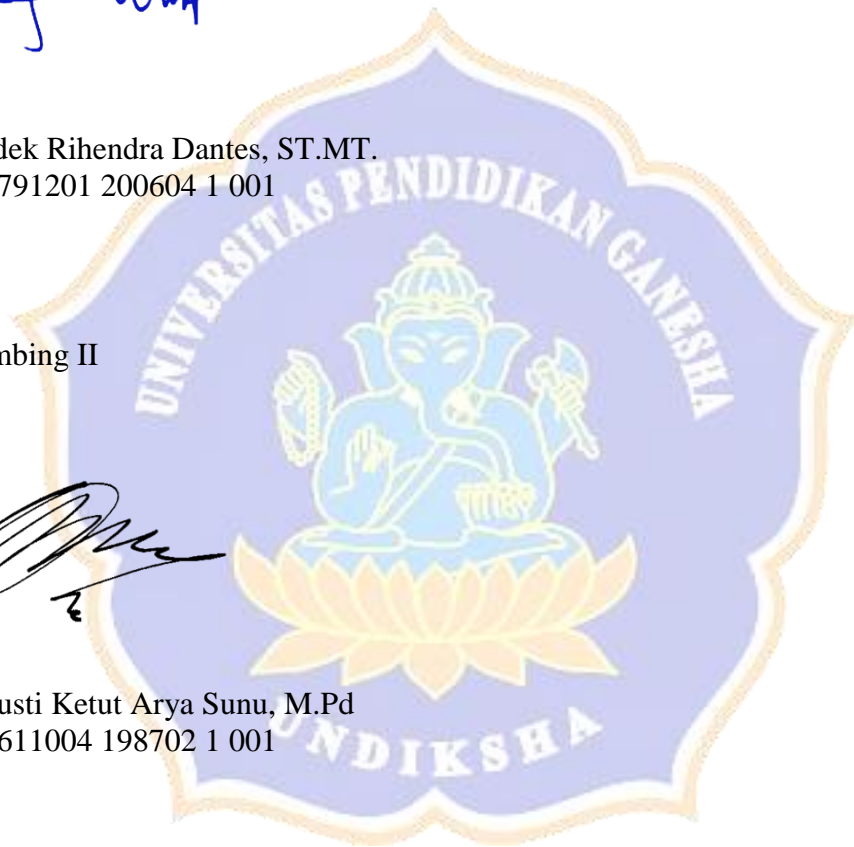 dek Rihendra Dantes, ST.MT.
791201 200604 1 001
UNIVERSITAS PENDIDIKAN GANESHA
mbing II
usti Ketut Arya Sunu, M.Pd
611004 198702 1 001
UNDIKSHA